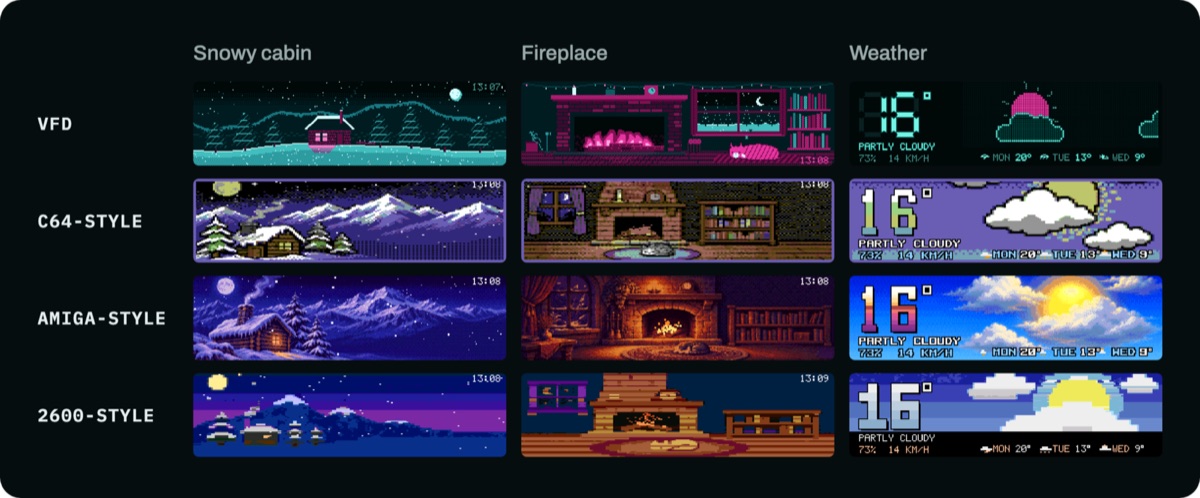 Snowy cabin Fireplace Weather
VFD
13:07
13:08
16°
PARTLY CLOUDY
73% 14 KM/H MON 20° TUE 13° WED 9°
C64-STYLE
13:08
13:08
16°
PARTLY CLOUDY
73% 14 KM/H MON 20° TUE 13° WED 9°
AMIGA-STYLE
13:08
13:08
16°
PARTLY CLOUDY
73% 14 KM/H MON 20° TUE 13° WED 9°
2600-STYLE
13:08
13:09
16°
PARTLY CLOUDY
73% 14 KM/H MON 20° TUE 13° WED 9°